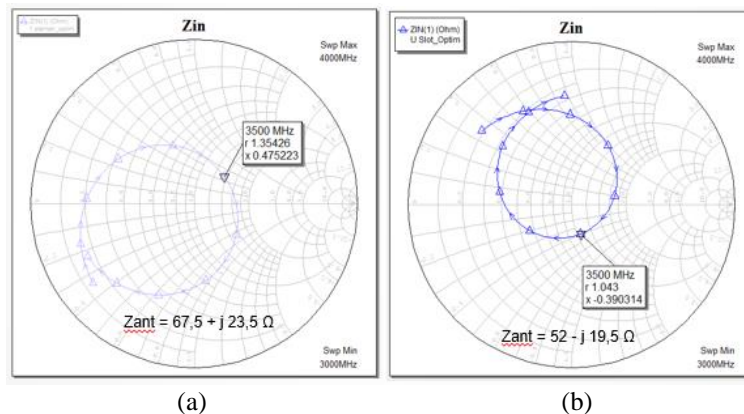 Zin
Swp Max
4000MHz
3500 MHz
r 1.35426
x 0.475223
Zant = 67,5 + j 23,5 Ω
Swp Min
3000MHz
(a)
ZIN(1) (Ohm)
U Slot_Optim
Zin
Swp Max
4000MHz
3500 MHz
r 1.043
x -0.390314
Zant = 52 - j 19,5 Ω
Swp Min
3000MHz
(b)